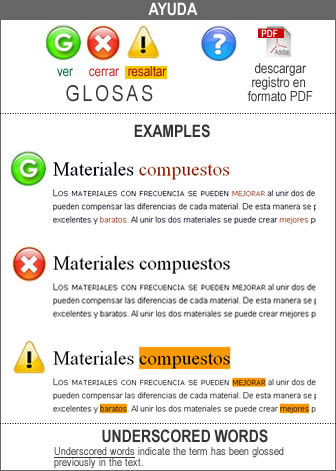 AYUDA
G
PDF
Adobe
ver cerrar resaltar
GLOSAS
descargar
registro en
formato PDF
EXAMPLES
G
Materiales compuestos
LOS MATERIALES CON FRECUENCIA SE PUEDEN MEJORAR al unir dos de
pueden compensar las diferencias de cada material. De esta manera se p
excelentes y baratos. Al unir los dos materiales se puede crear mejores p
Materiales compuestos
LOS MATERIALES CON FRECUENCIA SE PUEDEN MEJORAR al unir dos de
pueden compensar las diferencias de cada material. De esta manera se p
excelentes y baratos. Al unir los dos materiales se puede crear mejores p
Materiales compuestos
LOS MATERIALES CON FRECUENCIA SE PUEDEN MEJORAR al unir dos de
pueden compensar las diferencias de cada material. De esta manera se p
excelentes y baratos. Al unir los dos materiales se puede crear mejores p
UNDERSCORED WORDS
Underscored words indicate the term has been glossed
previously in the text.